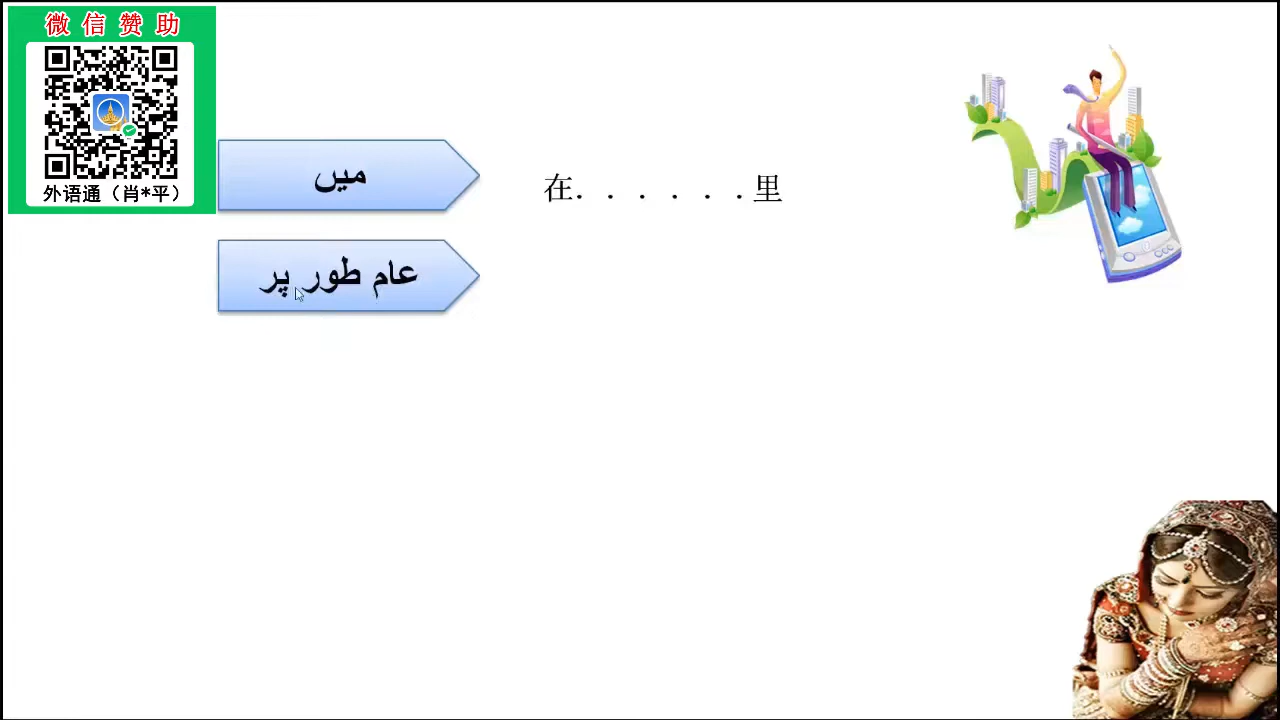 微信赞助
外语通（肖*平）
میں
在．．．．．．里
عام طور پر